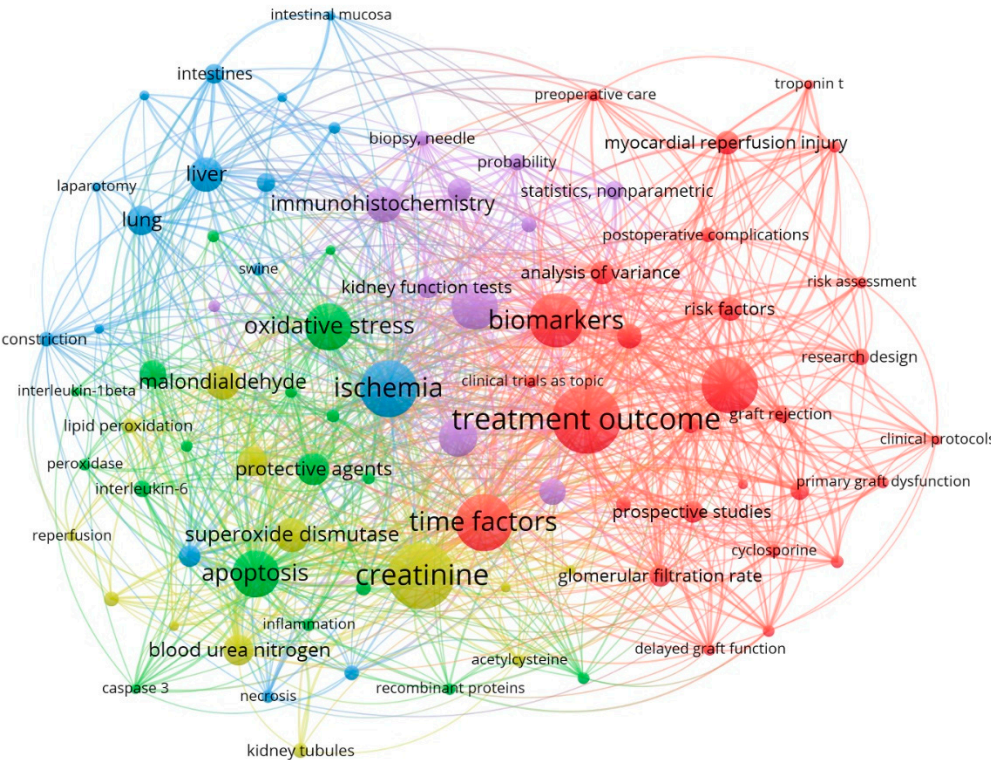 intestinal mucosa
intestines
troponin t
preoperative care
biopsy, needle
myocardial reperfusion injury
probability
liver
laparotomy
statistics, nonparametric
immunohistochemistry
lung
postoperative complications
swine
analysis of variance
risk assessment
kidney function tests
risk factors
biomarkers
oxidative stress
constriction
research design
clinical trials as topic
malondialdehyde
ischemia
interleukin-1beta
graft rejection
treatment outcome
lipid peroxidation
clinical protocols
peroxidase
protective agents
primary graft dysfunction
interleukin-6
prospective studies
time factors
reperfusion
superoxide dismutase
cyclosporine
apoptosis
creatinine
glomerular filtration rate
inflammation
blood urea nitrogen
delayed graft function
acetylcysteine
caspase 3
recombinant proteins
necrosis
kidney tubules